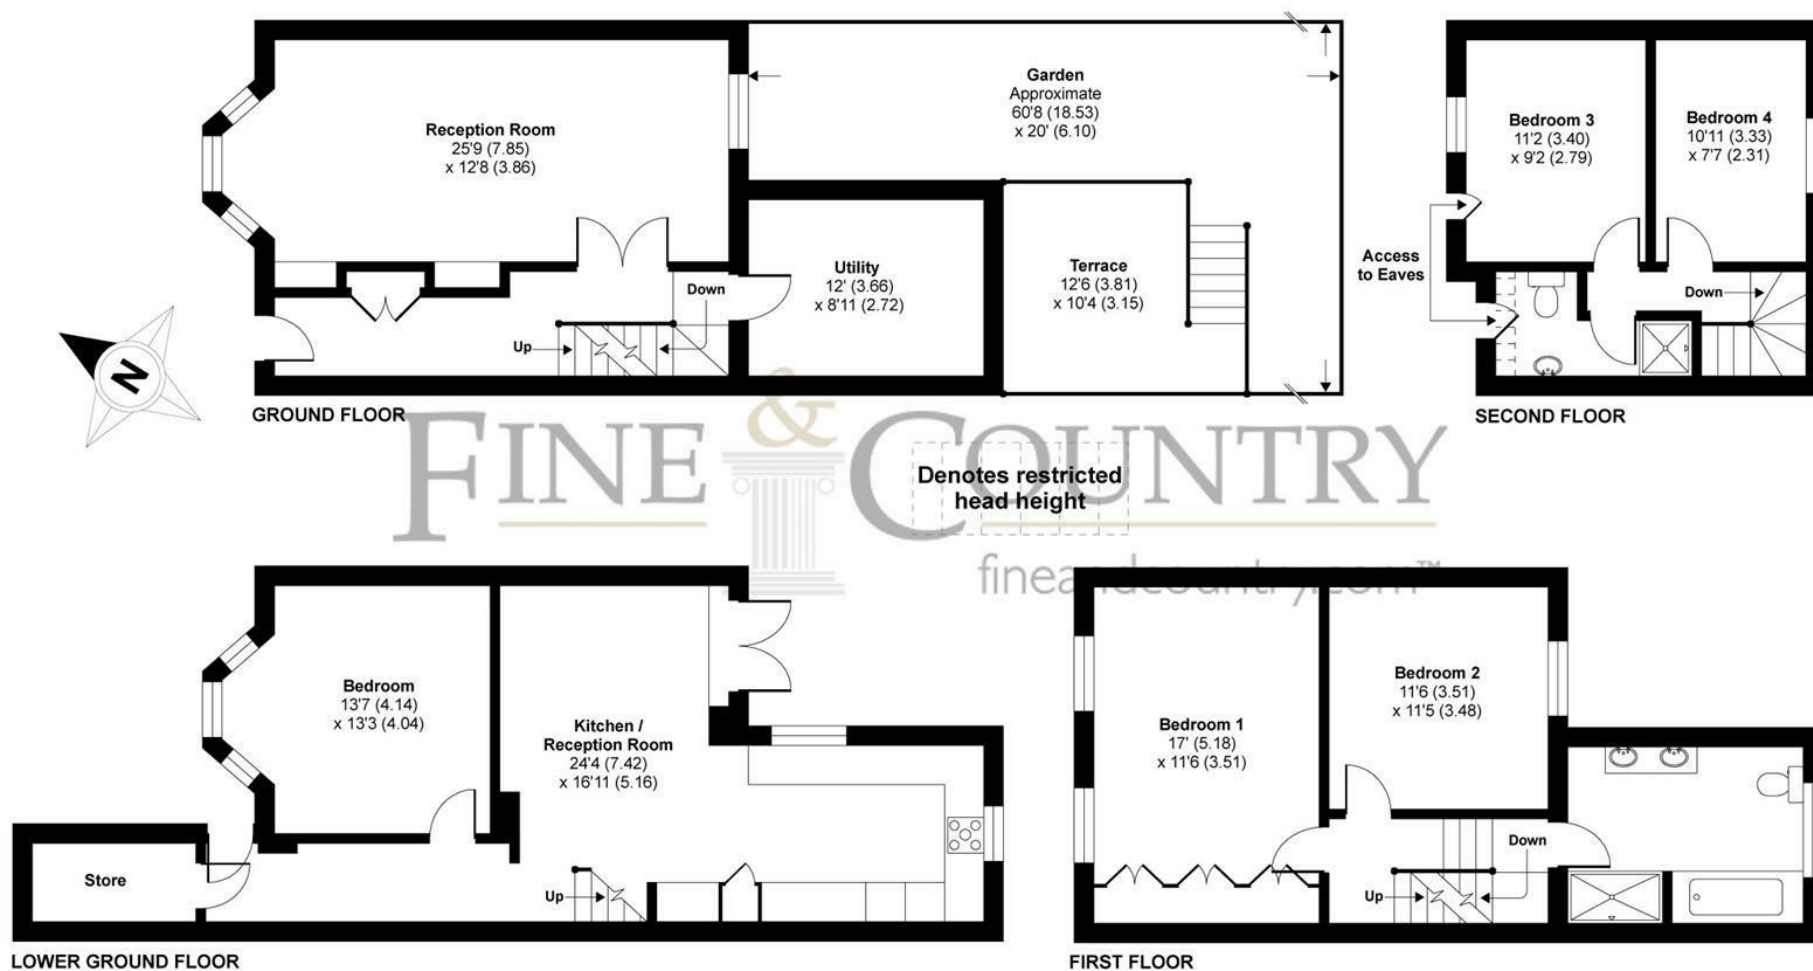 Reception Room
25'9 (7.85)
x 12'8 (3.86)
Garden
Approximate
60'8 (18.53)
x 20' (6.10)
Utility
12' (3.66)
x 8'11 (2.72)
Terrace
12'6 (3.81)
x 10'4 (3.15)
Down
Up
N
GROUND FLOOR
Bedroom 3
11'2 (3.40)
x 9'2 (2.79)
Bedroom 4
10'11 (3.33)
x 7'7 (2.31)
Access
to Eaves
Down
SECOND FLOOR
FINE & COUNTRY
fineandcountry.com™
Denotes restricted
head height
Bedroom
13'7 (4.14)
x 13'3 (4.04)
Kitchen /
Reception Room
24'4 (7.42)
x 16'11 (5.16)
Store
Up
LOWER GROUND FLOOR
Bedroom 1
17' (5.18)
x 11'6 (3.51)
Bedroom 2
11'6 (3.51)
x 11'5 (3.48)
Down
Up
FIRST FLOOR